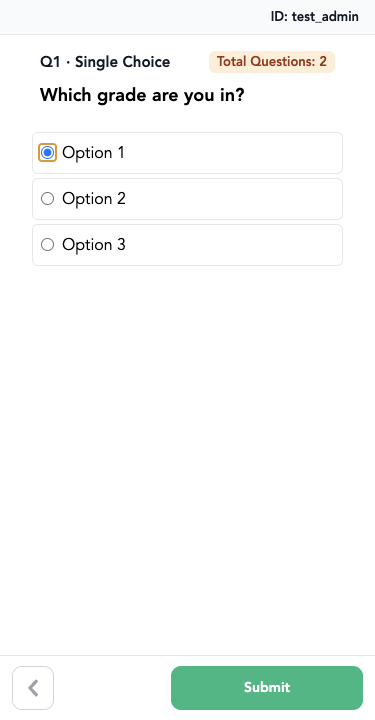 ID: test_admin
Q1 · Single Choice
Total Questions: 2
Which grade are you in?
Option 1
Option 2
Option 3
Submit